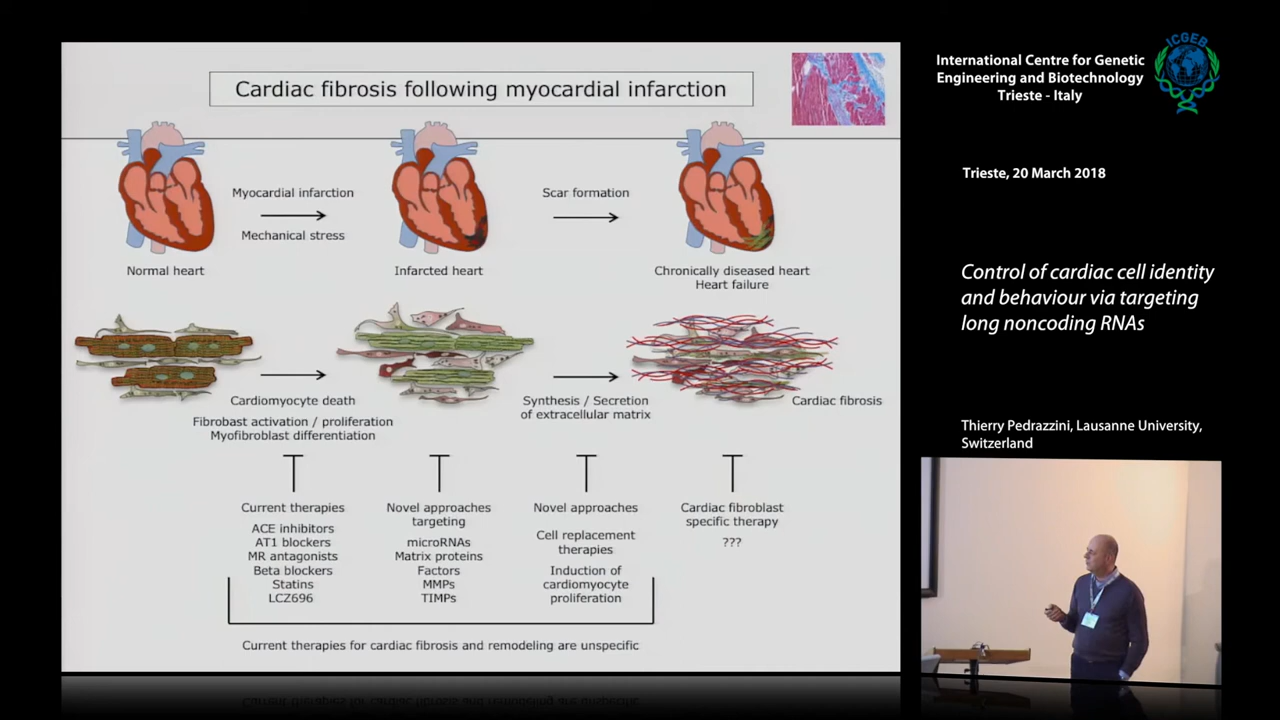 Cardiac fibrosis following myocardial infarction
Myocardial infarction
Mechanical stress
Scar formation
Normal heart
Infarcted heart
Chronically diseased heart
Heart failure
Cardiomyocyte death
Fibrobast activation / proliferation
Myofibroblast differentiation
Synthesis / Secretion
of extracellular matrix
Cardiac fibrosis
Current therapies
ACE inhibitors
AT1 blockers
MR antagonists
Beta blockers
Statins
LCZ696
Novel approaches
targeting
microRNAs
Matrix proteins
Factors
MMPs
TIMPs
Novel approaches
Cell replacement
therapies
Induction of
cardiomyocyte
proliferation
Cardiac fibroblast
specific therapy
???
Current therapies for cardiac fibrosis and remodeling are unspecific
International Centre for Genetic
Engineering and Biotechnology
Trieste - Italy
ICGEB
Trieste, 20 March 2018
Control of cardiac cell identity
and behaviour via targeting
long noncoding RNAs
Thierry Pedrazzini, Lausanne University,
Switzerland